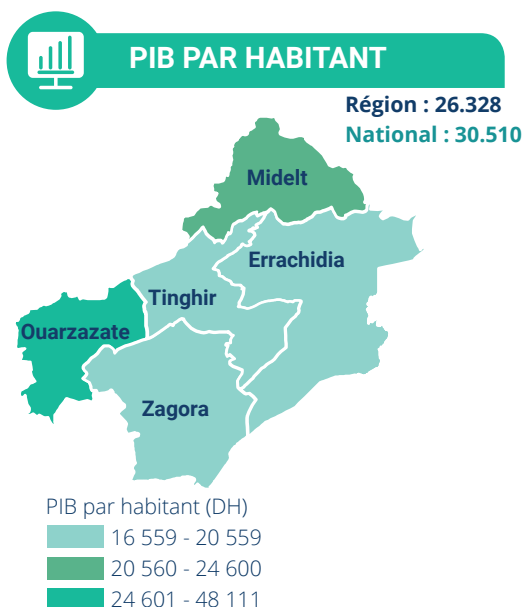 PIB PAR HABITANT
Région : 26.328
National : 30.510
Midelt
Errachidia
Tinghir
Ouarzazate
Zagora
PIB par habitant (DH)
16 559 - 20 559
20 560 - 24 600
24 601 - 48 111